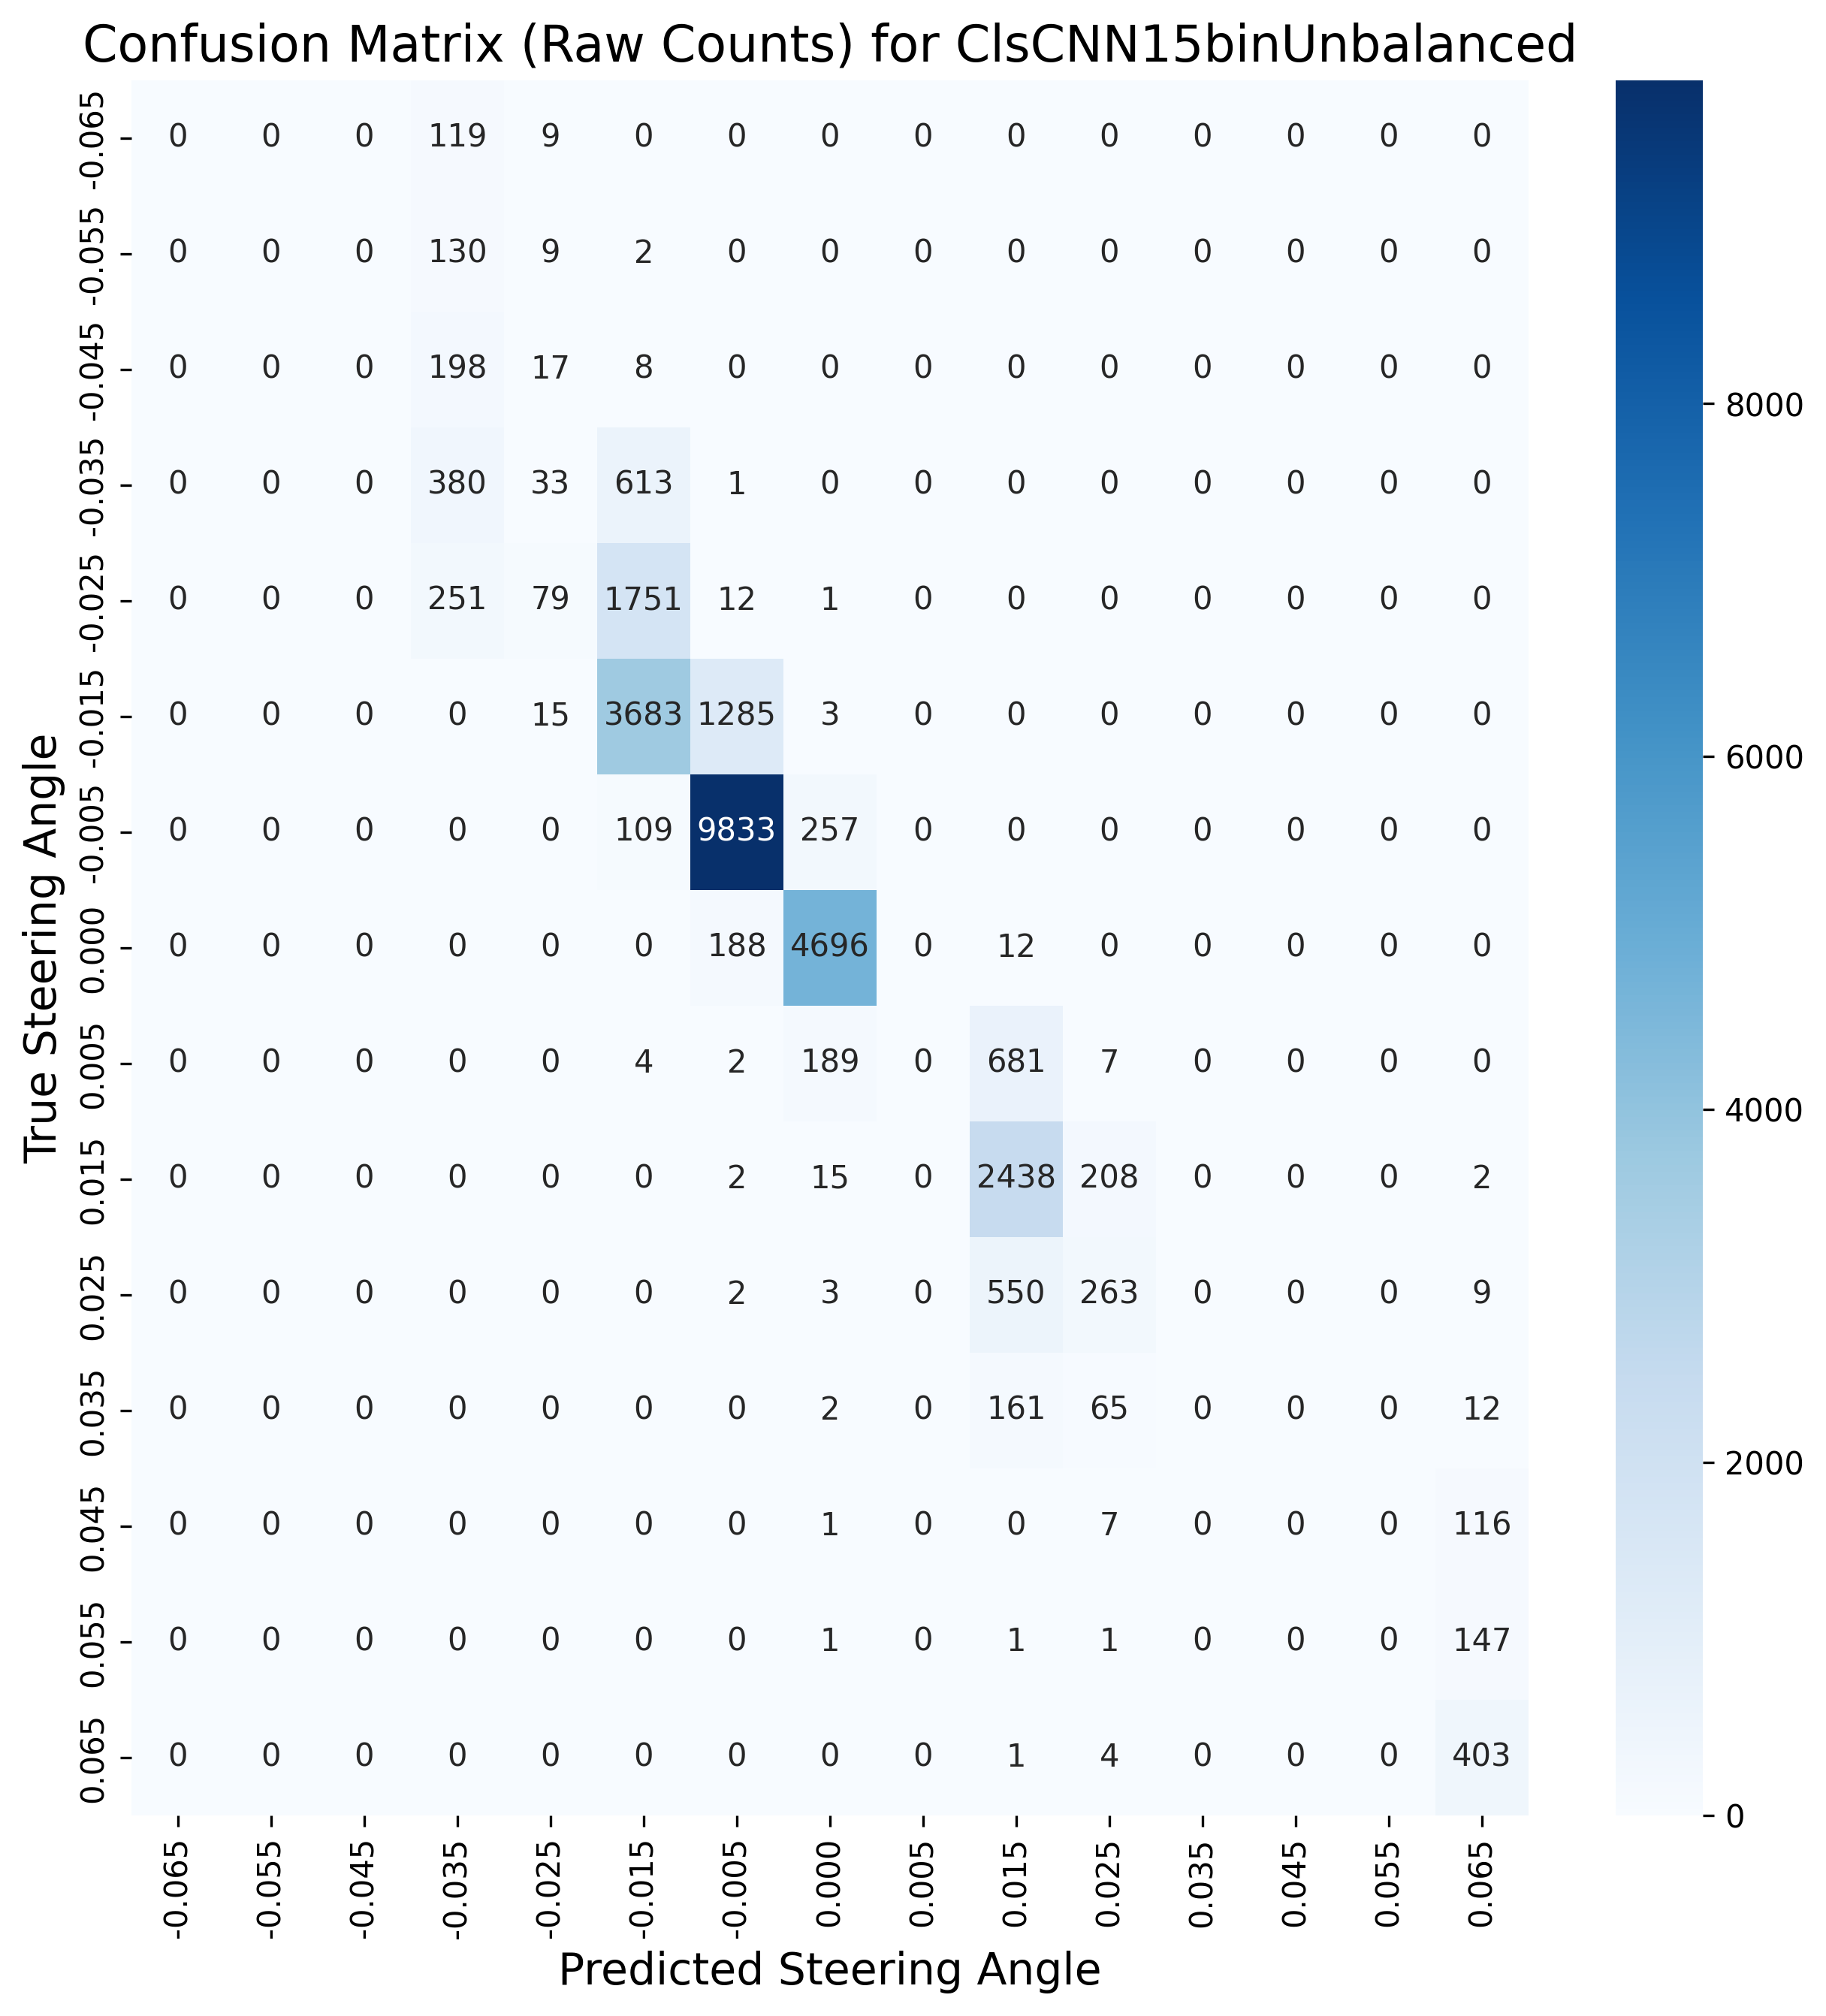 Confusion Matrix (Raw Counts) for ClsCNN15binUnbalanced
True Steering Angle
-0.065 0 0 0 119 9 0 0 0 0 0 0 0 0 0 0
-0.055 0 0 0 130 9 2 0 0 0 0 0 0 0 0 0
-0.045 0 0 0 198 17 8 0 0 0 0 0 0 0 0 0
-0.035 0 0 0 380 33 613 1 0 0 0 0 0 0 0 0
-0.025 0 0 0 251 79 1751 12 1 0 0 0 0 0 0 0
-0.015 0 0 0 0 15 3683 1285 3 0 0 0 0 0 0 0
-0.005 0 0 0 0 0 109 9833 257 0 0 0 0 0 0 0
0.000 0 0 0 0 0 0 188 4696 0 12 0 0 0 0 0
0.005 0 0 0 0 0 4 2 189 0 681 7 0 0 0 0
0.015 0 0 0 0 0 0 2 15 0 2438 208 0 0 0 2
0.025 0 0 0 0 0 0 2 3 0 550 263 0 0 0 9
0.035 0 0 0 0 0 0 0 2 0 161 65 0 0 0 12
0.045 0 0 0 0 0 0 0 1 0 0 7 0 0 0 116
0.055 0 0 0 0 0 0 0 1 0 1 1 0 0 0 147
0.065 0 0 0 0 0 0 0 0 0 1 4 0 0 0 403
-0.065 -0.055 -0.045 -0.035 -0.025 -0.015 -0.005 0.000 0.005 0.015 0.025 0.035 0.045 0.055 0.065
Predicted Steering Angle
8000
6000
4000
2000
0